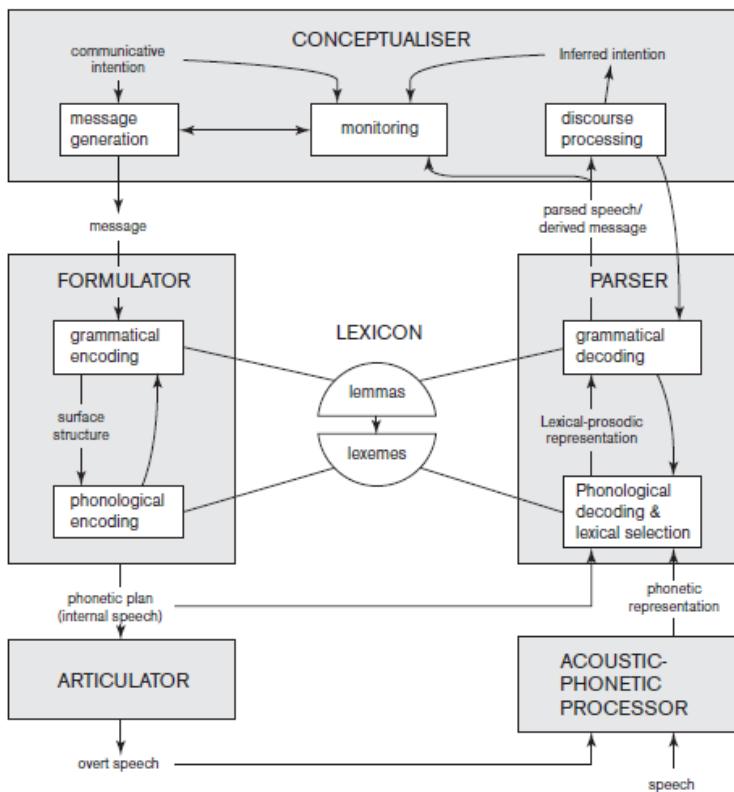 CONCEPTUALISER
communicative
intention
Inferred intention
message
generation
monitoring
discourse
processing
message
parsed speech/
derived message
FORMULATOR
PARSER
grammatical
encoding
LEXICON
grammatical
decoding
lemmas
surface
structure
Lexical-prosodic
representation
lexemes
phonological
encoding
Phonological
decoding &
lexical selection
phonetic plan
(internal speech)
phonetic
representation
ARTICULATOR
ACOUSTIC-
PHONETIC
PROCESSOR
overt speech
speech